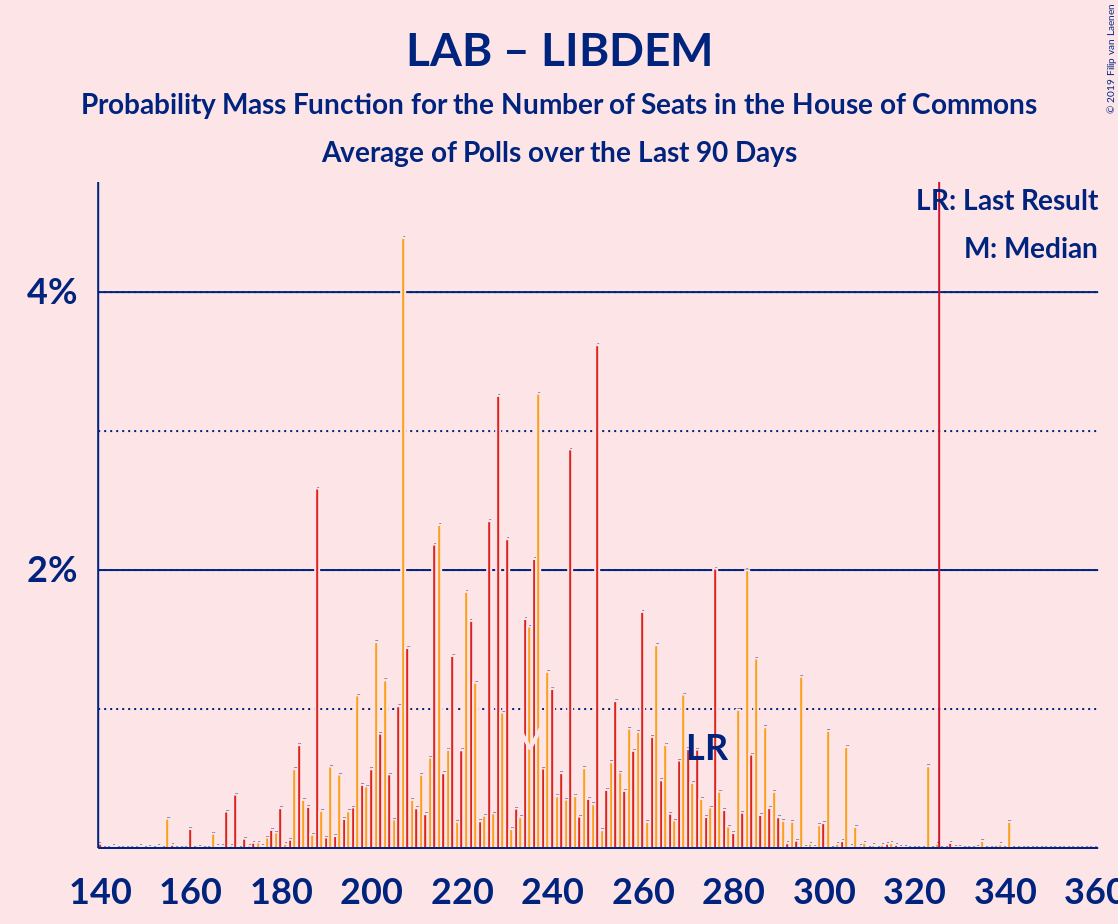 LAB – LIBDEM
Probability Mass Function for the Number of Seats in the House of Commons
Average of Polls over the Last 90 Days
© 2019 Filip van Laenen
LR: Last Result
M: Median
4%
2%
LR
140 160 180 200 220 240 260 280 300 320 340 360